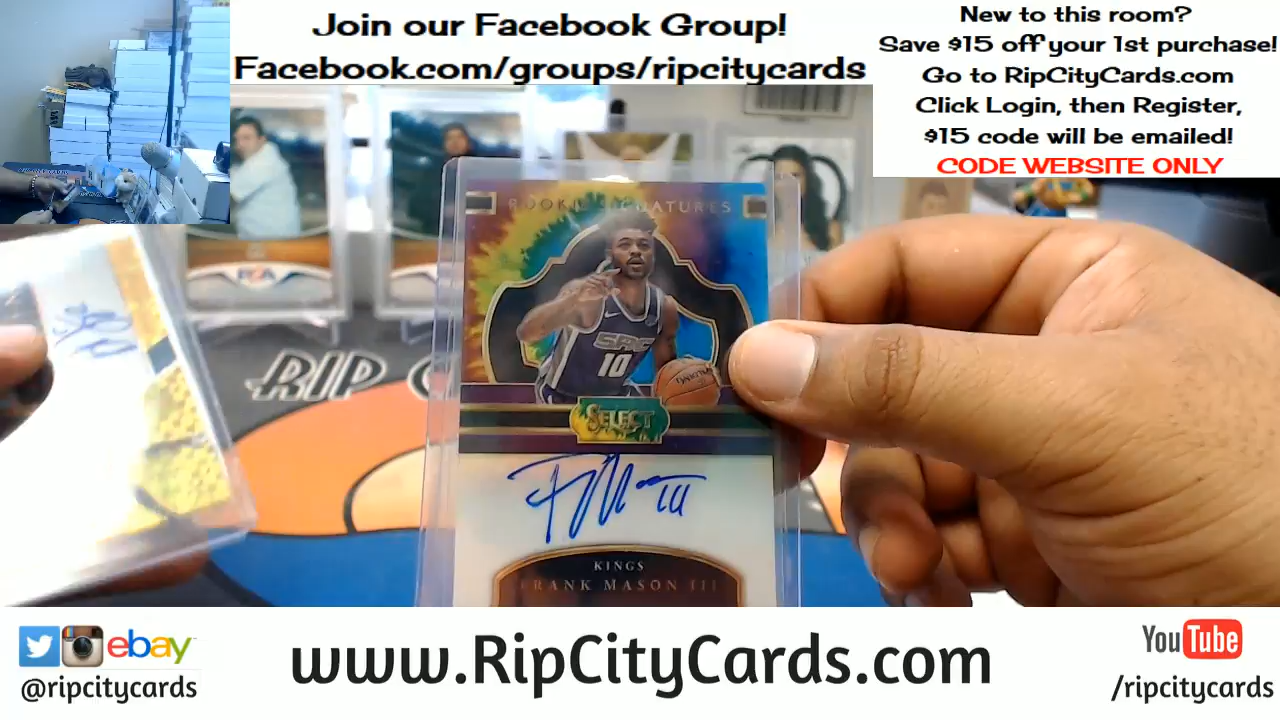 Join our Facebook Group!
Facebook.com/groups/ripcitycards
New to this room?
Save $15 off your 1st purchase!
Go to RipCityCards.com
Click Login, then Register,
$15 code will be emailed!
CODE WEBSITE ONLY
ROOKIE SIGNATURES
SAC
10
SPALDING
SELECT
KINGS
FRANK MASON III
RIP C
ebay
@ripcitycards
www.RipCityCards.com
YouTube
/ripcitycards